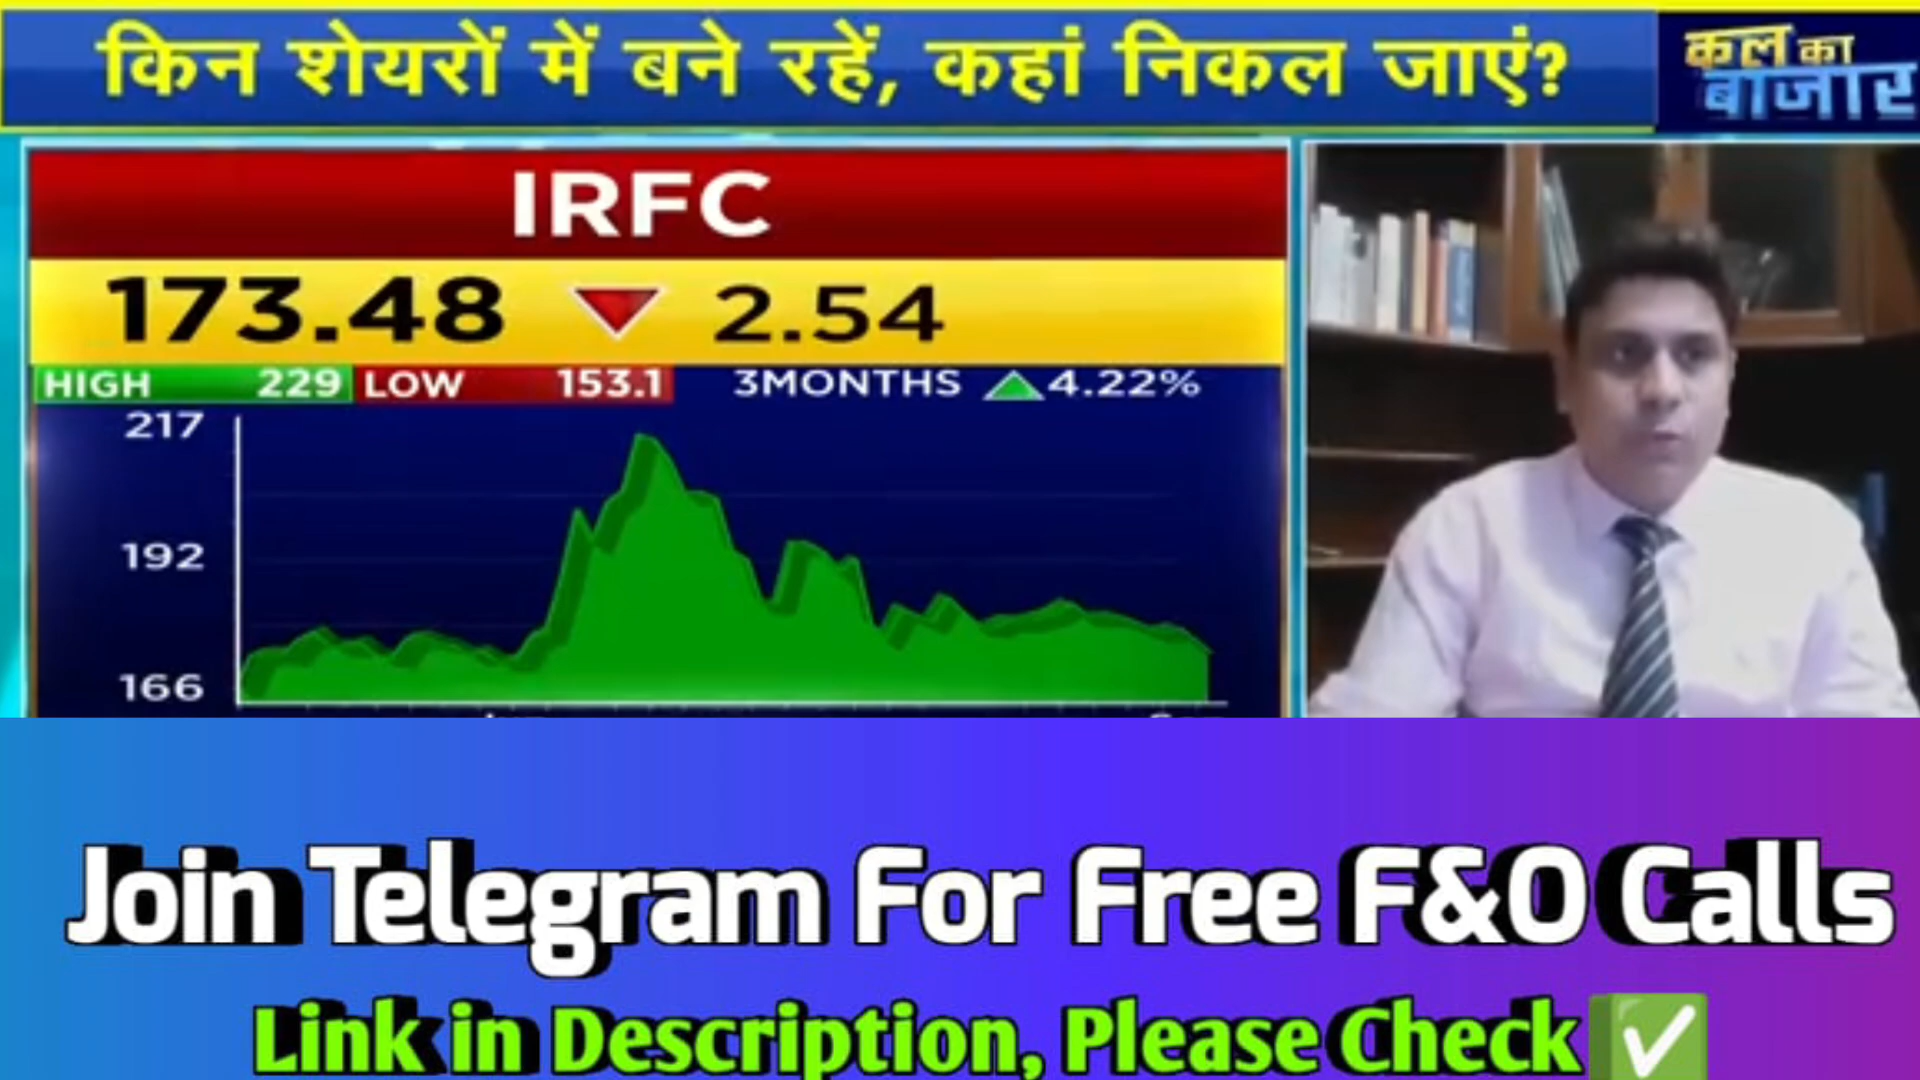 किन शेयरों में बने रहें, कहां निकल जाएं?
कल का
बाजार
IRFC
173.48 ▼ 2.54
HIGH 229 LOW 153.1 3MONTHS ▲4.22%
217
192
166
Join Telegram For Free F&O Calls
Link in Description, Please Check ✅